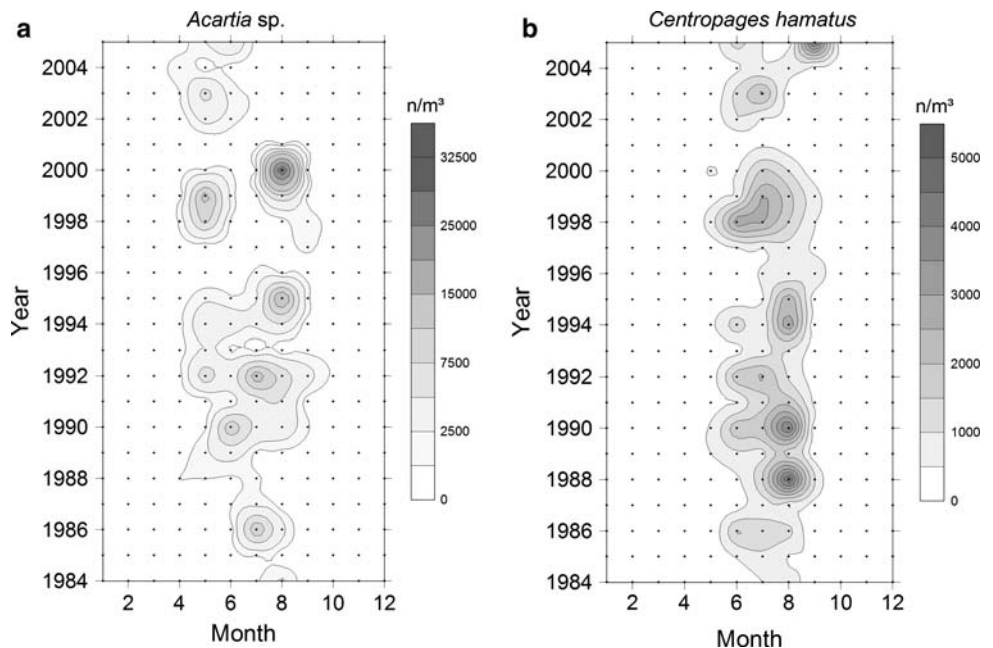 a
Acartia sp.
Year
2004
2002
2000
1998
1996
1994
1992
1990
1988
1986
1984
2 4 6 8 10 12
Month
n/m³
32500
25000
15000
7500
2500
0
b
Centropages hamatus
Year
2004
2002
2000
1998
1996
1994
1992
1990
1988
1986
1984
2 4 6 8 10 12
Month
n/m³
5000
4000
3000
2000
1000
0